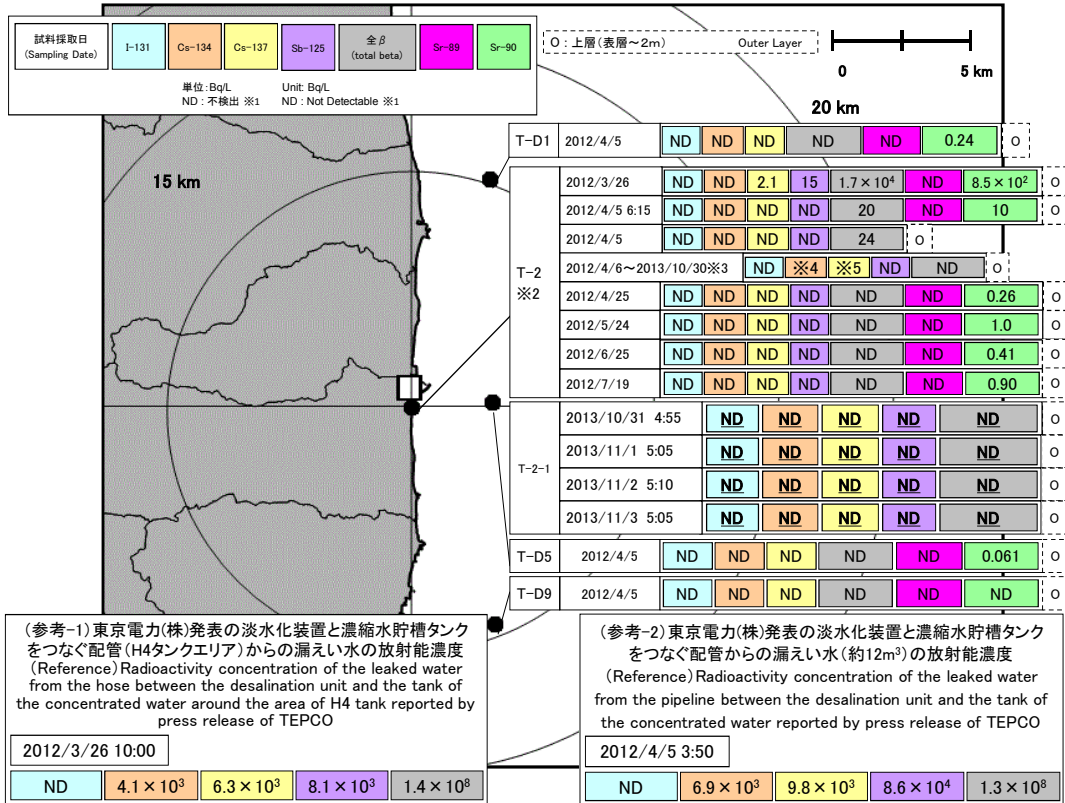 試料採取日
(Sampling Date)
I-131
Cs-134
Cs-137
Sb-125
全β
(total beta)
Sr-89
Sr-90
単位:Bq/L Unit: Bq/L
ND : 不検出 ※1 ND : Not Detectable ※1
O : 上層(表層～2m) Outer Layer
0 5 km
20 km
15 km
T-D1 2012/4/5 ND ND ND ND ND 0.24 O
T-2
※2
2012/3/26 ND ND 2.1 15 1.7×10⁴ ND 8.5×10² O
2012/4/5 6:15 ND ND ND ND 20 ND 10 O
2012/4/5 ND ND ND ND 24 O
2012/4/6～2013/10/30※3 ND ※4 ※5 ND ND O
2012/4/25 ND ND ND ND ND ND 0.26 O
2012/5/24 ND ND ND ND ND ND 1.0 O
2012/6/25 ND ND ND ND ND ND 0.41 O
2012/7/19 ND ND ND ND ND ND 0.90 O
T-2-1
2013/10/31 4:55 ND ND ND ND ND O
2013/11/1 5:05 ND ND ND ND ND O
2013/11/2 5:10 ND ND ND ND ND O
2013/11/3 5:05 ND ND ND ND ND O
T-D5 2012/4/5 ND ND ND ND ND 0.061 O
T-D9 2012/4/5 ND ND ND ND ND ND O
(参考-1)東京電力(株)発表の淡水化装置と濃縮水貯槽タンク
をつなぐ配管(H4タンクエリア)からの漏えい水の放射能濃度
(Reference)Radioactivity concentration of the leaked water
from the hose between the desalination unit and the tank of
the concentrated water around the area of H4 tank reported by
press release of TEPCO
2012/3/26 10:00
ND 4.1×10³ 6.3×10³ 8.1×10³ 1.4×10⁸
(参考-2)東京電力(株)発表の淡水化装置と濃縮水貯槽タンク
をつなぐ配管からの漏えい水(約12m³)の放射能濃度
(Reference)Radioactivity concentration of the leaked water
from the pipeline between the desalination unit and the tank of
the concentrated water reported by press release of TEPCO
2012/4/5 3:50
ND 6.9×10³ 9.8×10³ 8.6×10⁴ 1.3×10⁸